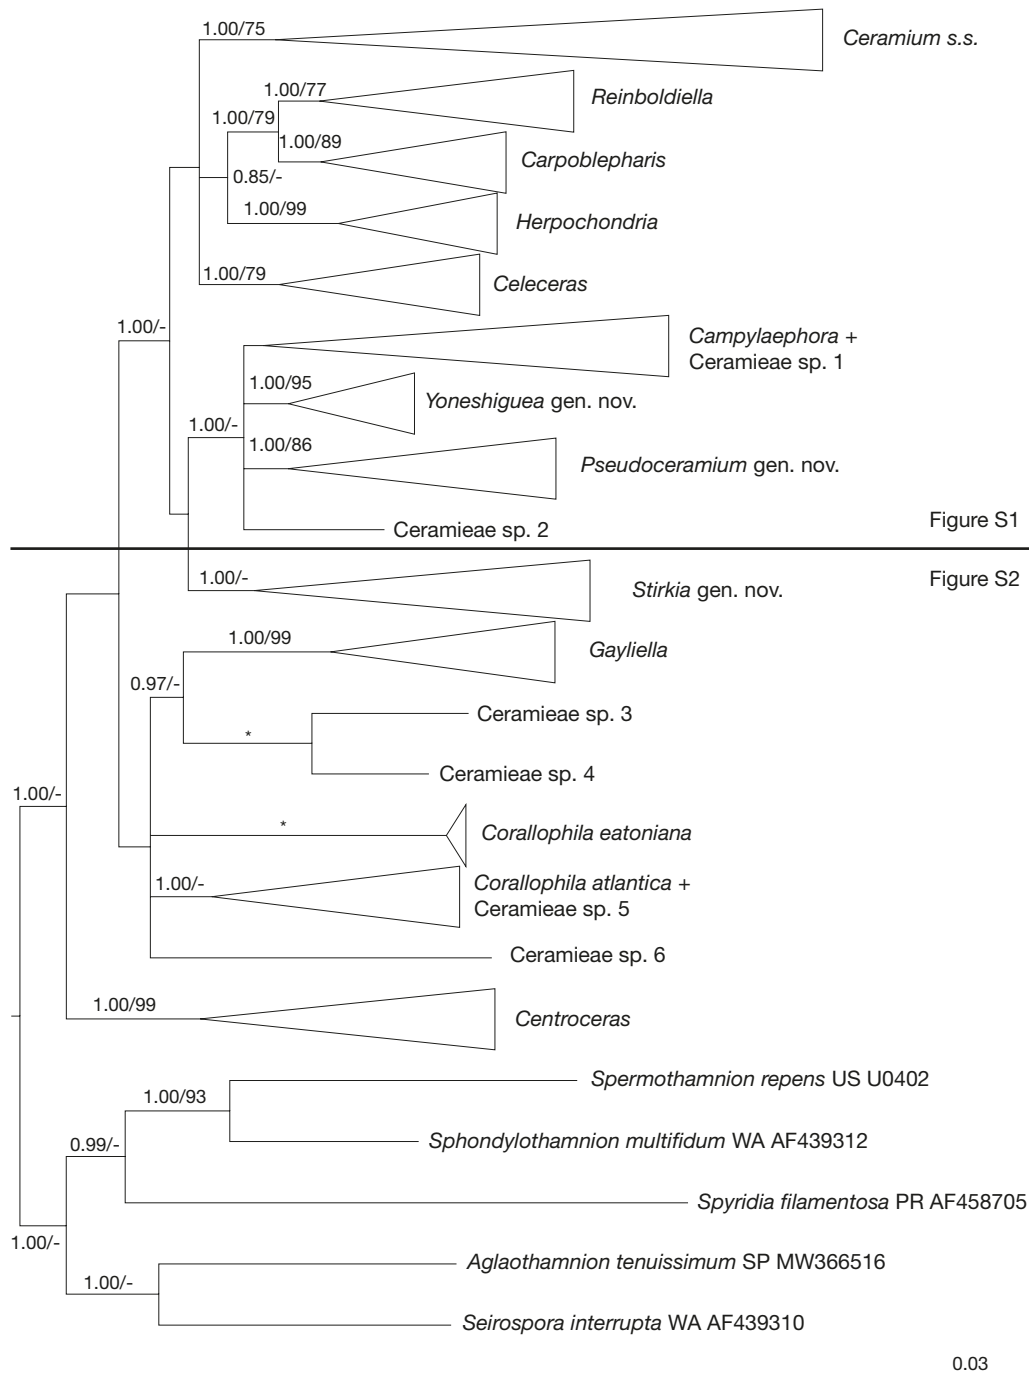 1.00/75
Ceramium s.s.
1.00/77
Reinboldiella
1.00/79
1.00/89
Carpoblepharis
0.85/-
1.00/99
Herpochondria
1.00/79
Celeceras
1.00/-
Campylaephora +
Ceramieae sp. 1
1.00/95
Yoneshiguea gen. nov.
1.00/-
1.00/86
Pseudoceramium gen. nov.
Ceramieae sp. 2
Figure S1
Figure S2
1.00/-
Stirkia gen. nov.
1.00/99
Gayliella
0.97/-
Ceramieae sp. 3
*
Ceramieae sp. 4
1.00/-
*
Corallophila eatoniana
1.00/-
Corallophila atlantica +
Ceramieae sp. 5
Ceramieae sp. 6
1.00/99
Centroceras
Spermothamnion repens US U0402
1.00/93
0.99/-
Sphondylothamnion multifidum WA AF439312
Spyridia filamentosa PR AF458705
1.00/-
Aglaothamnion tenuissimum SP MW366516
1.00/-
Seirospora interrupta WA AF439310
0.03